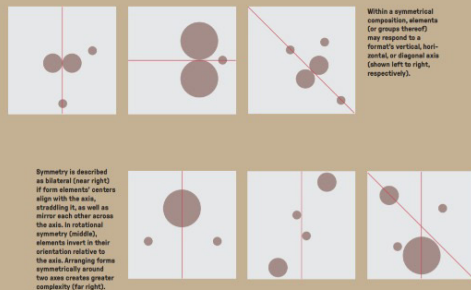 Within a symmetrical
composition, elements
(or groups thereof)
may respond to a
format's vertical, hori-
zontal, or diagonal axis
(shown left to right,
respectively).
Symmetry is described
as bilateral (near right)
if form elements' centers
align with the axis,
straddling it, as well as
mirror each other across
the axis. In rotational
symmetry (middle),
elements invert in their
orientation relative to
the axis. Arranging forms
symmetrically around
two axes creates greater
complexity (far right).